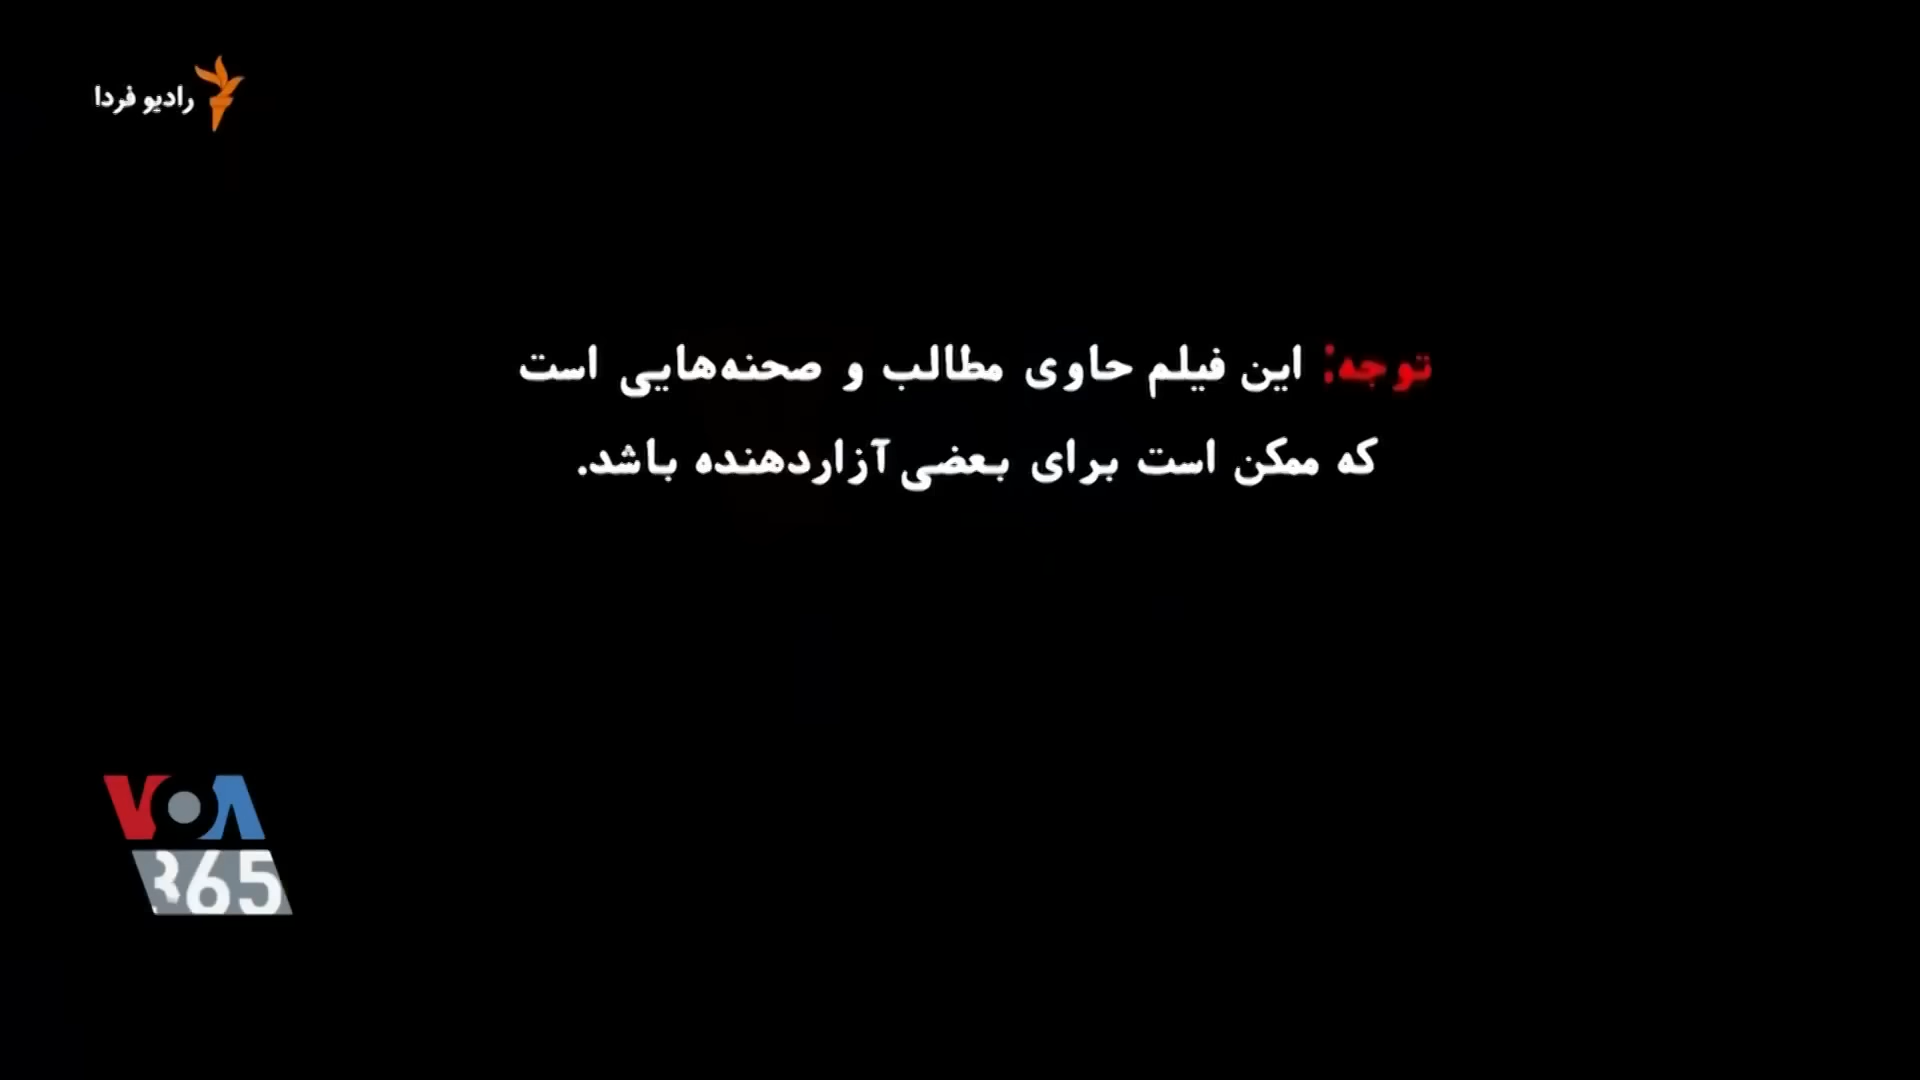 رادیو فردا
توجه: این فیلم حاوی مطالب و صحنه‌هایی است
که ممکن است برای بعضی آزاردهنده باشد.
VOA
365